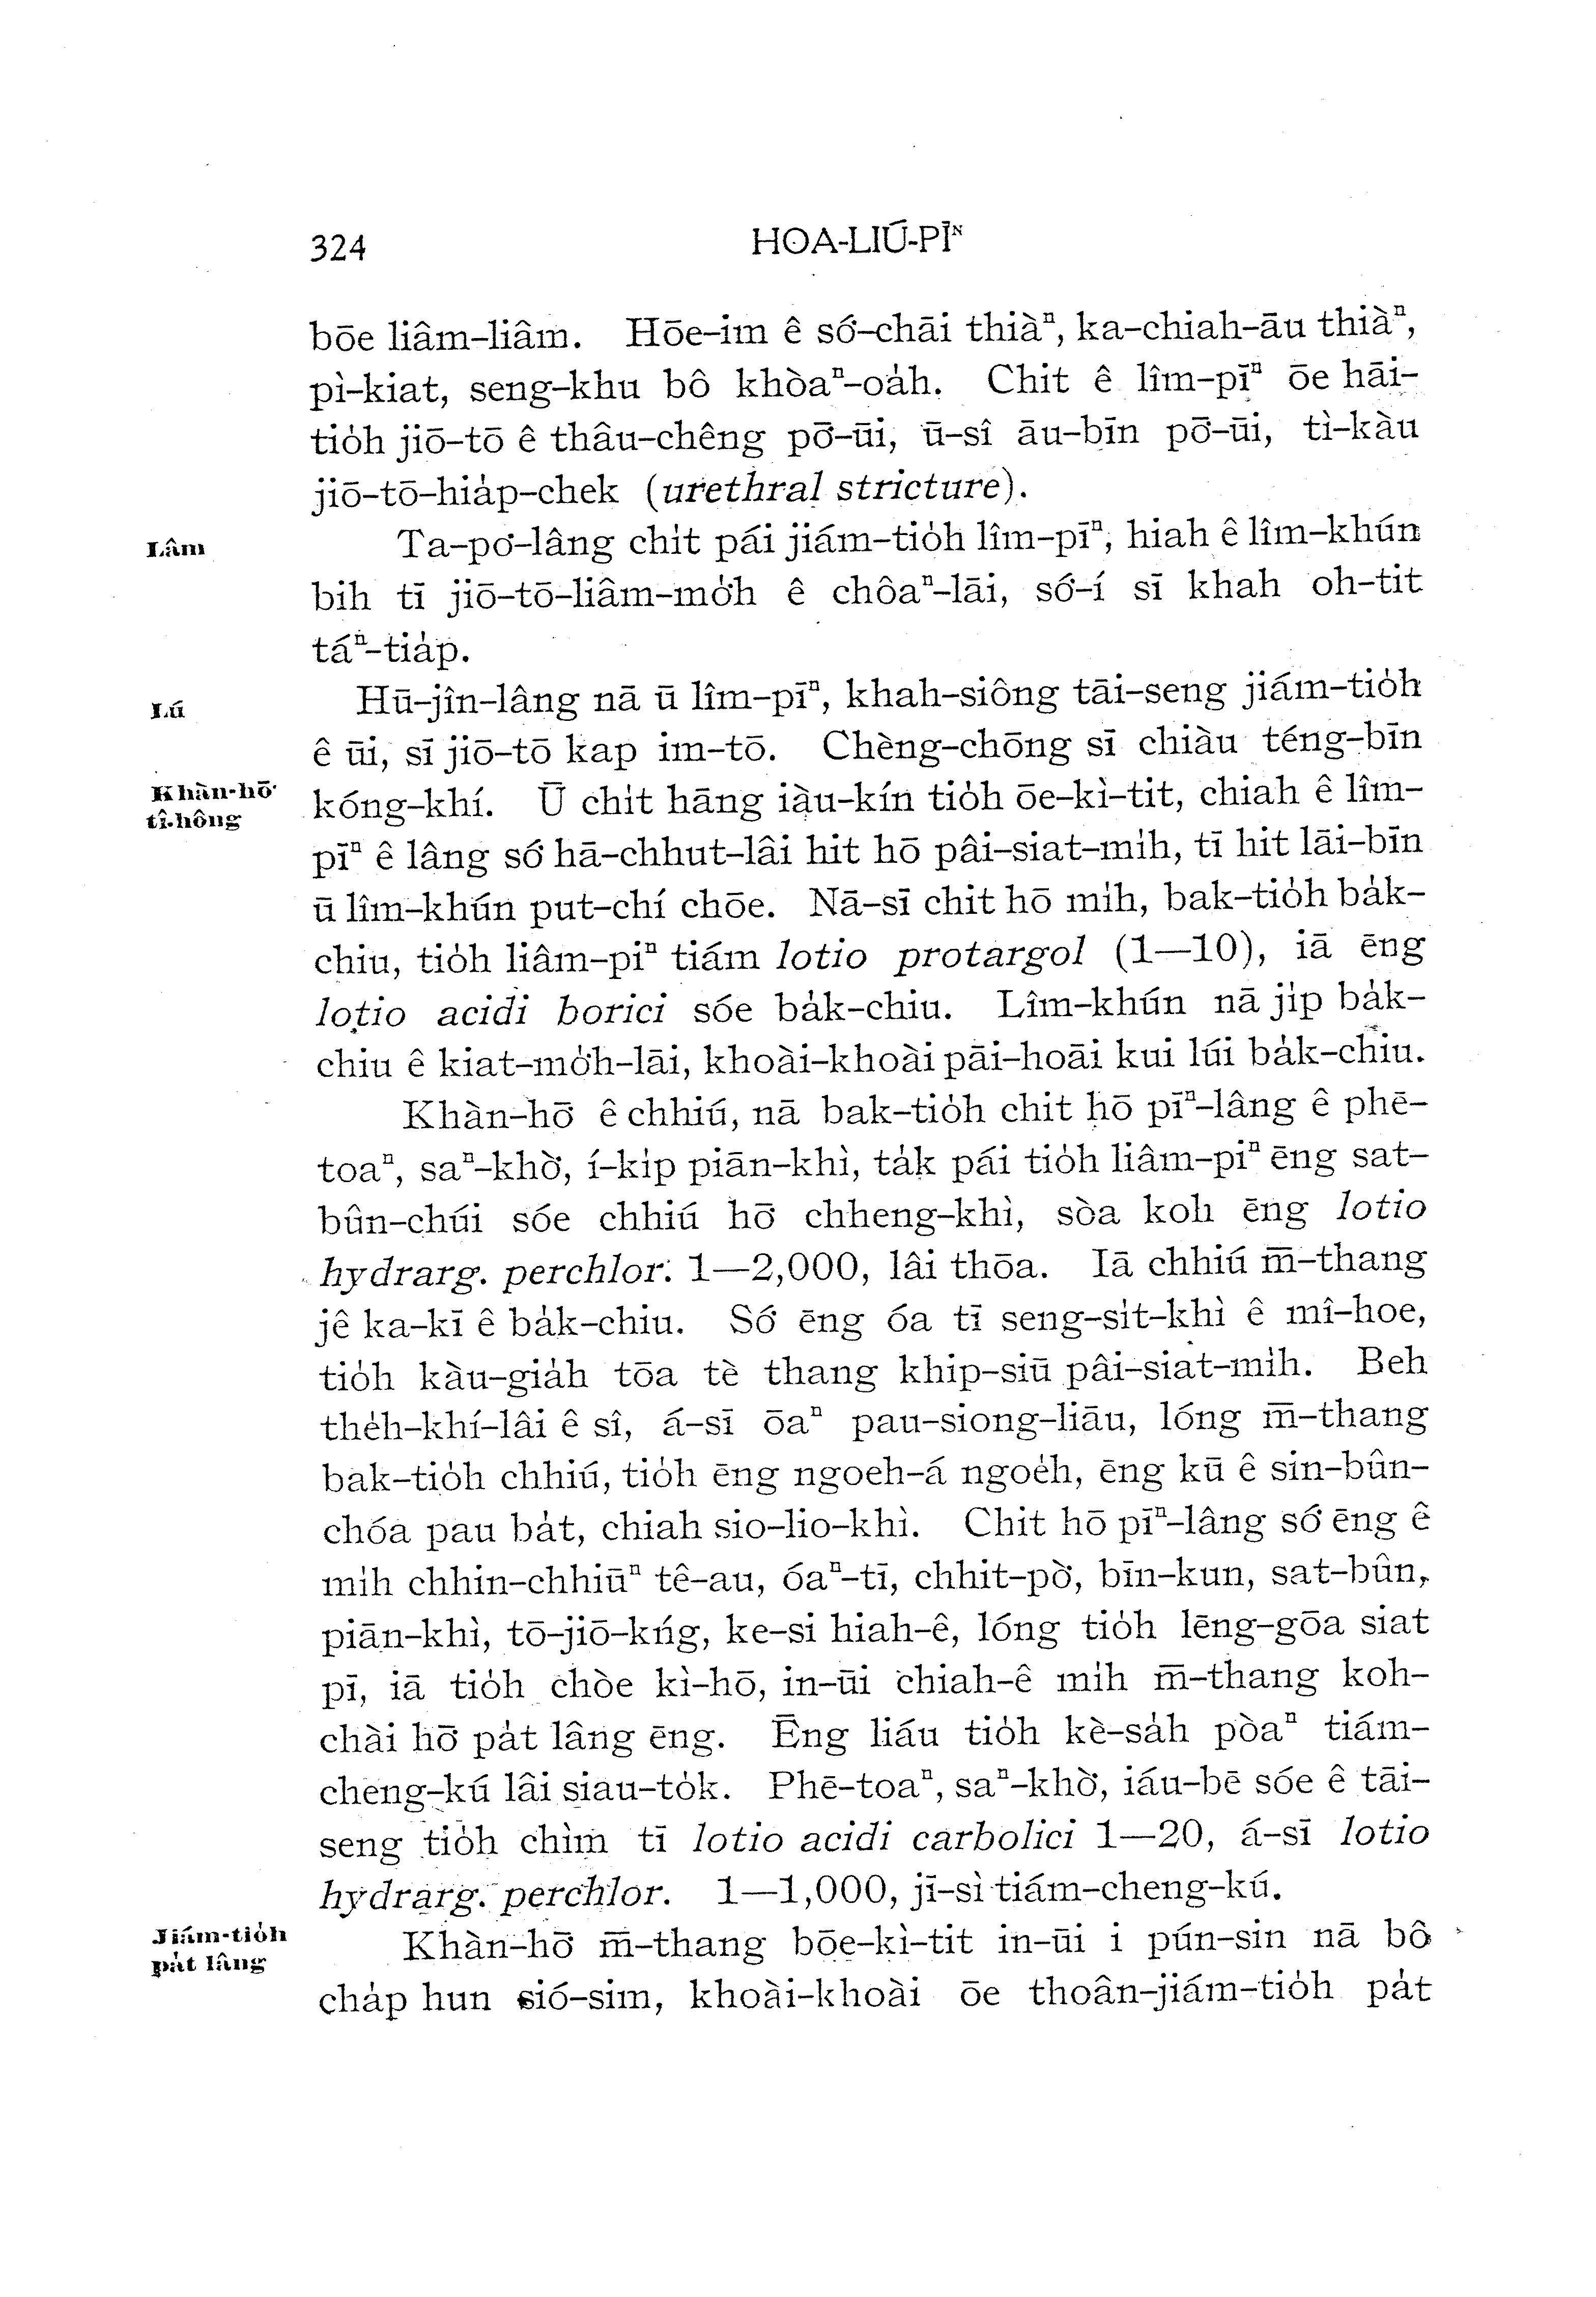 324
HOA-LIÚ-PĪᴺ
bōe liâm-liâm. Hōe-im ê só͘-chāi thiàⁿ, ka-chiah-āu thiàⁿ,
pì-kiat, seng-khu bô khòaⁿ-oa̍h. Chit ê lîm-pīⁿ ōe hāi-
tio̍h jiō-tō ê thâu-chêng pō͘-ūi, ū-sî āu-bīn pō͘-ūi, tì-kàu
jiō-tō-hia̍p-chek (urethral stricture).
Lâm
Ta-po͘-lâng chi̍t pái jiám-tio̍h lîm-pīⁿ, hiah ê lîm-khún
bih tī jiō-tō-liâm-mo̍͘h ê chôaⁿ-lāi, só͘-í sī khah oh-tit
táⁿ-tia̍p.
Lú
Hū-jîn-lâng nā ū lîm-pīⁿ, khah-siông tāi-seng jiám-tio̍h
ê ūi, sī jiō-tō kap im-tō. Chèng-chōng sī chiàu téng-bīn
Khàn-hō͘
tî-hông
kóng-khí. Ū chi̍t hāng iàu-kín tio̍h ōe-kì-tit, chiah ê lîm-
pīⁿ ê lâng só͘ hā-chhut-lâi hit hō pâi-siat-mi̍h, tī hit lāi-bīn
ū lîm-khún put-chí chōe. Nā-sī chit hō mi̍h, bak-tio̍h ba̍k-
chiu, tio̍h liâm-piⁿ tiám lotio protargol (1—10), iā ēng
lotio acidi borici sóe ba̍k-chiu. Lîm-khún nā ji̍p ba̍k-
chiu ê kiat-mo̍͘h-lāi, khoài-khoài pāi-hoāi kui lúi ba̍k-chiu.
Khàn-hō͘ ê chhiú, nā bak-tio̍h chit hō pīⁿ-lâng ê phē-
toaⁿ, saⁿ-khò͘, í-ki̍p piān-khì, ta̍k pái tio̍h liâm-piⁿ ēng sat-
bûn-chúi sóe chhiú hō͘ chheng-khì, sòa koh ēng lotio
hydrarg. perchlor. 1—2,000, lâi thōa. Iā chhiú m̄-thang
jê ka-kī ê ba̍k-chiu. Só͘ ēng óa tī seng-si̍t-khì ê mî-hoe,
tio̍h kàu-gia̍h tōa tè thang khip-siū pâi-siat-mi̍h. Beh
the̍h-khí-lâi ê sî, á-sī ōaⁿ pau-siong-liāu, lóng m̄-thang
bak-tio̍h chhiú, tio̍h ēng ngoeh-á ngoe̍h, ēng kū ê sin-bûn-
chóa pau ba̍t, chiah sio-lio-khì. Chit hō pīⁿ-lâng só͘ ēng ê
mi̍h chhin-chhiūⁿ tê-au, óaⁿ-tī, chhit-pò͘, bīn-kun, sat-bûn,
piān-khì, tō-jiō-kńg, ke-si hiah-ê, lóng tio̍h lēng-gōa siat
pī, iā tio̍h chòe kì-hō, in-ūi chiah-ê mi̍h m̄-thang koh-
chài hō͘ pa̍t lâng ēng. Ēng liáu tio̍h kè-sa̍h pòaⁿ tiám-
cheng-kú lâi siau-to̍k. Phē-toaⁿ, saⁿ-khò͘, iáu-bē sóe ê tāi-
seng tio̍h chìm tī lotio acidi carbolici 1—20, á-sī lotio
hydrarg. perchlor. 1—1,000, jī-sì tiám-cheng-kú.
Jiám-tio̍h
pa̍t lâng
Khàn-hō͘ m̄-thang bōe-kì-tit in-ūi i pún-sin nā bô
cha̍p hun sió-sim, khoài-khoài ōe thoân-jiám-tio̍h pa̍t